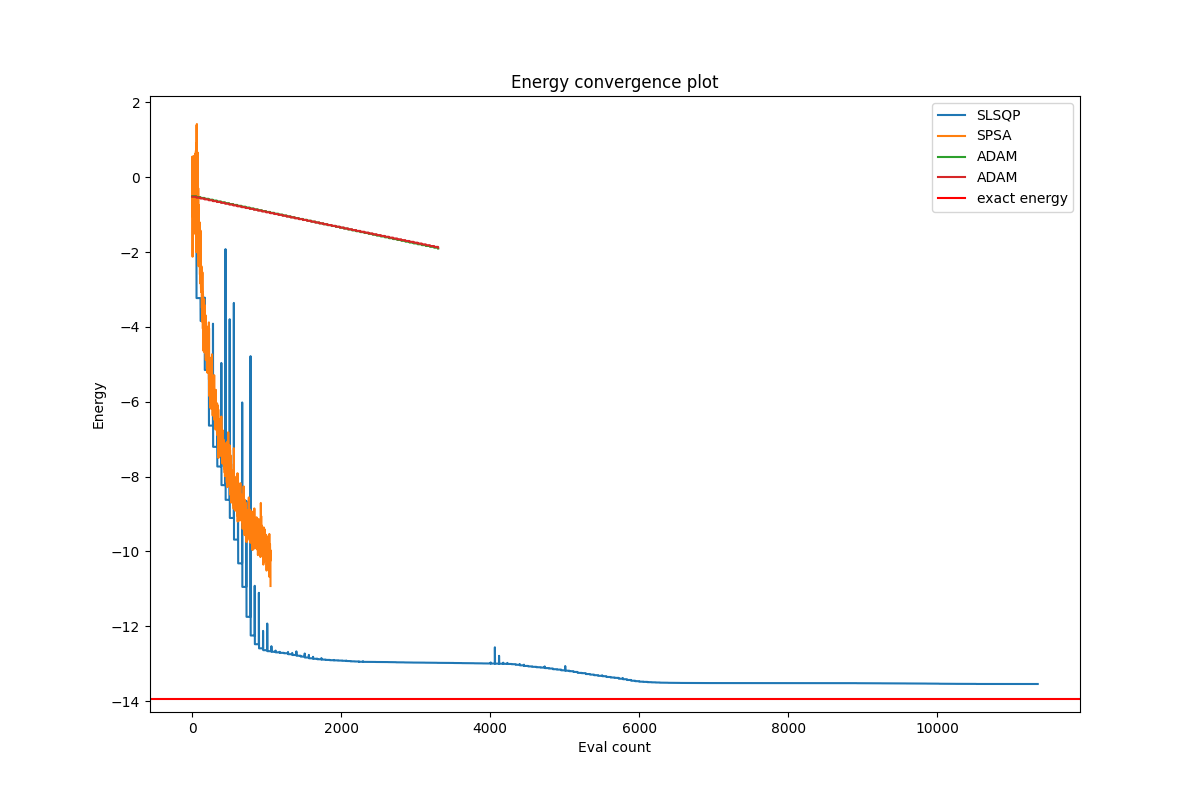 Energy convergence plot
SLSQP
SPSA
ADAM
ADAM
exact energy
Energy
2
0
−2
−4
−6
−8
−10
−12
−14
0
2000
4000
6000
8000
10000
Eval count